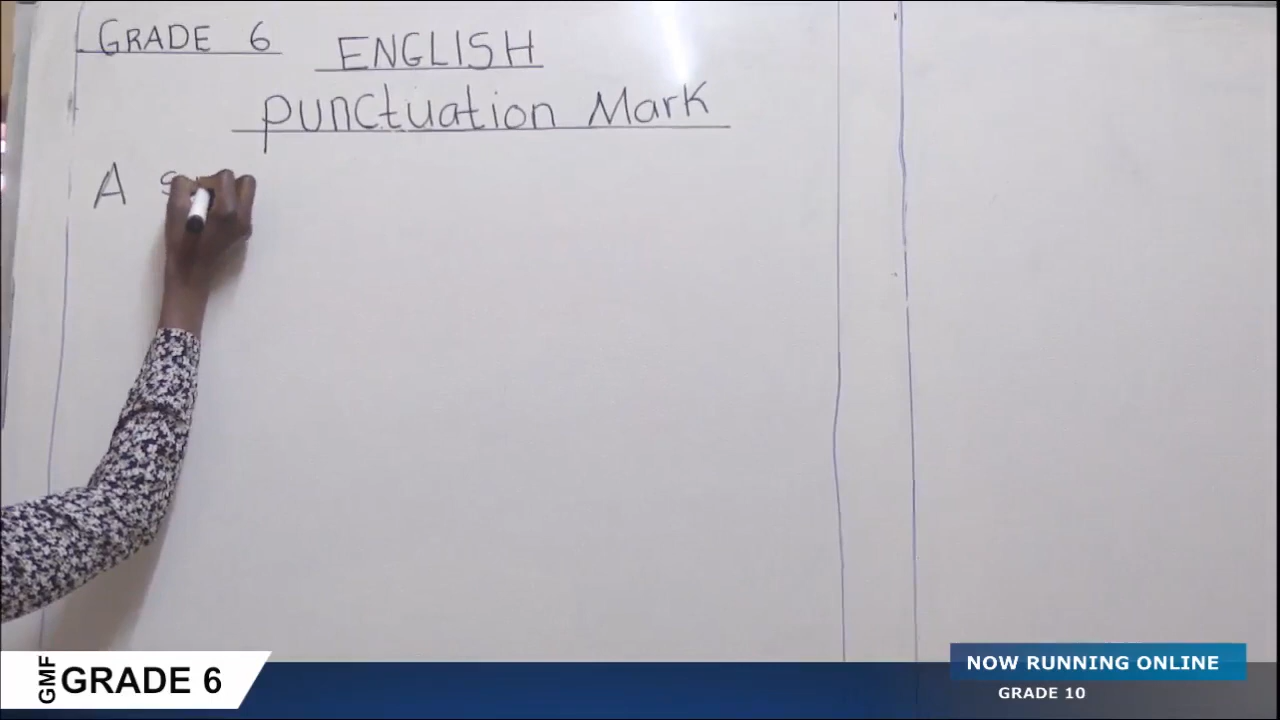 GRADE 6
ENGLISH
Punctuation Mark
A
GMF GRADE 6
NOW RUNNING ONLINE
GRADE 10